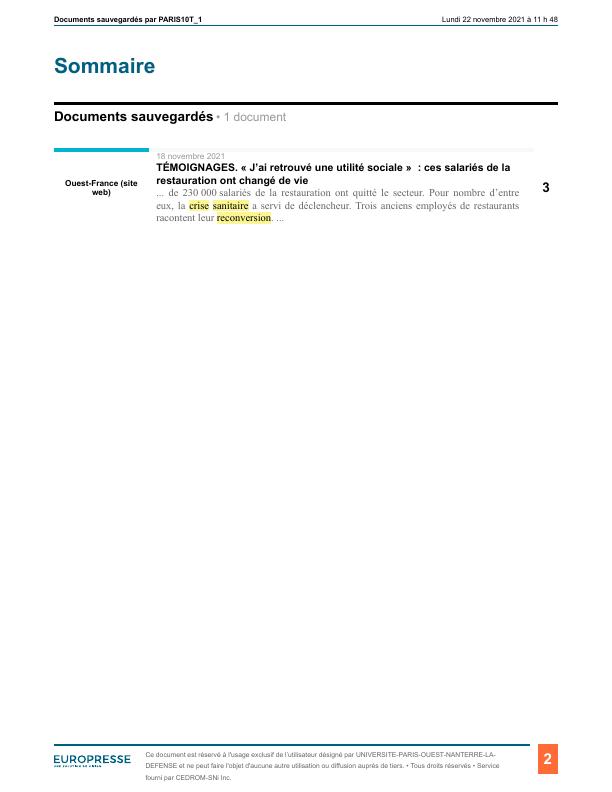 Documents sauvegardés par PARIS10T_1
Lundi 22 novembre 2021 à 11 h 48
Sommaire
Documents sauvegardés • 1 document
18 novembre 2021
TÉMOIGNAGES. « J’ai retrouvé une utilité sociale »  : ces salariés de la
restauration ont changé de vie
Ouest-France (site
web)
... de 230 000 salariés de la restauration ont quitté le secteur. Pour nombre d’entre
eux, la crise sanitaire a servi de déclencheur. Trois anciens employés de restaurants
racontent leur reconversion. ...
3
EUROPRESSE
Ce document est réservé à l'usage exclusif de l'utilisateur désigné par UNIVERSITE-PARIS-OUEST-NANTERRE-LA-
DEFENSE et ne peut faire l'objet d'aucune autre utilisation ou diffusion auprès de tiers. • Tous droits réservés • Service
fourni par CEDROM-SNi Inc.
2